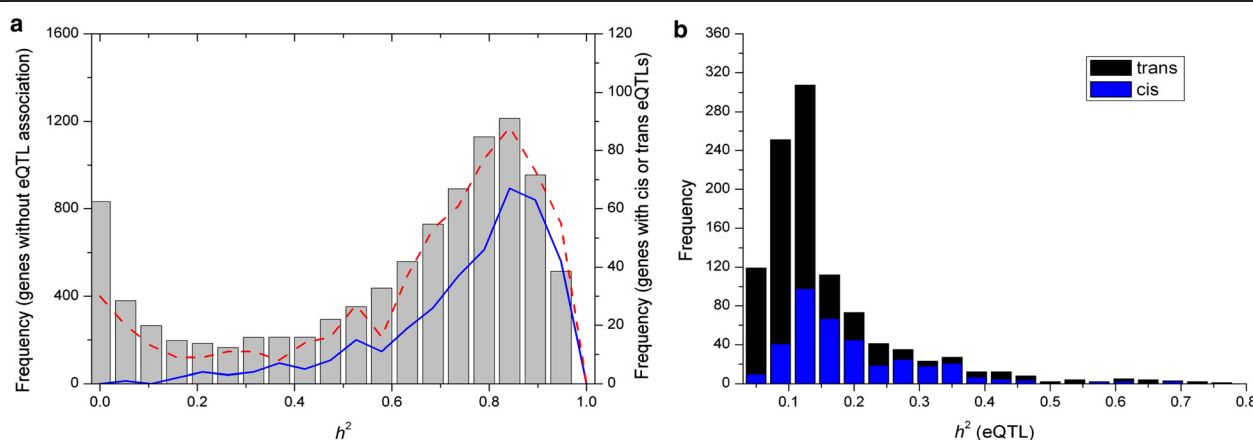 a
Frequency (genes without eQTL association)
1600
1200
800
400
0
0.0 0.2 0.4 0.6 0.8 1.0
h²
120
100
80
60
40
20
0
Frequency (genes with cis or trans eQTLs)
b
Frequency
360
320
280
240
200
160
120
80
40
0
trans
cis
0.1 0.2 0.3 0.4 0.5 0.6 0.7 0.8
h² (eQTL)